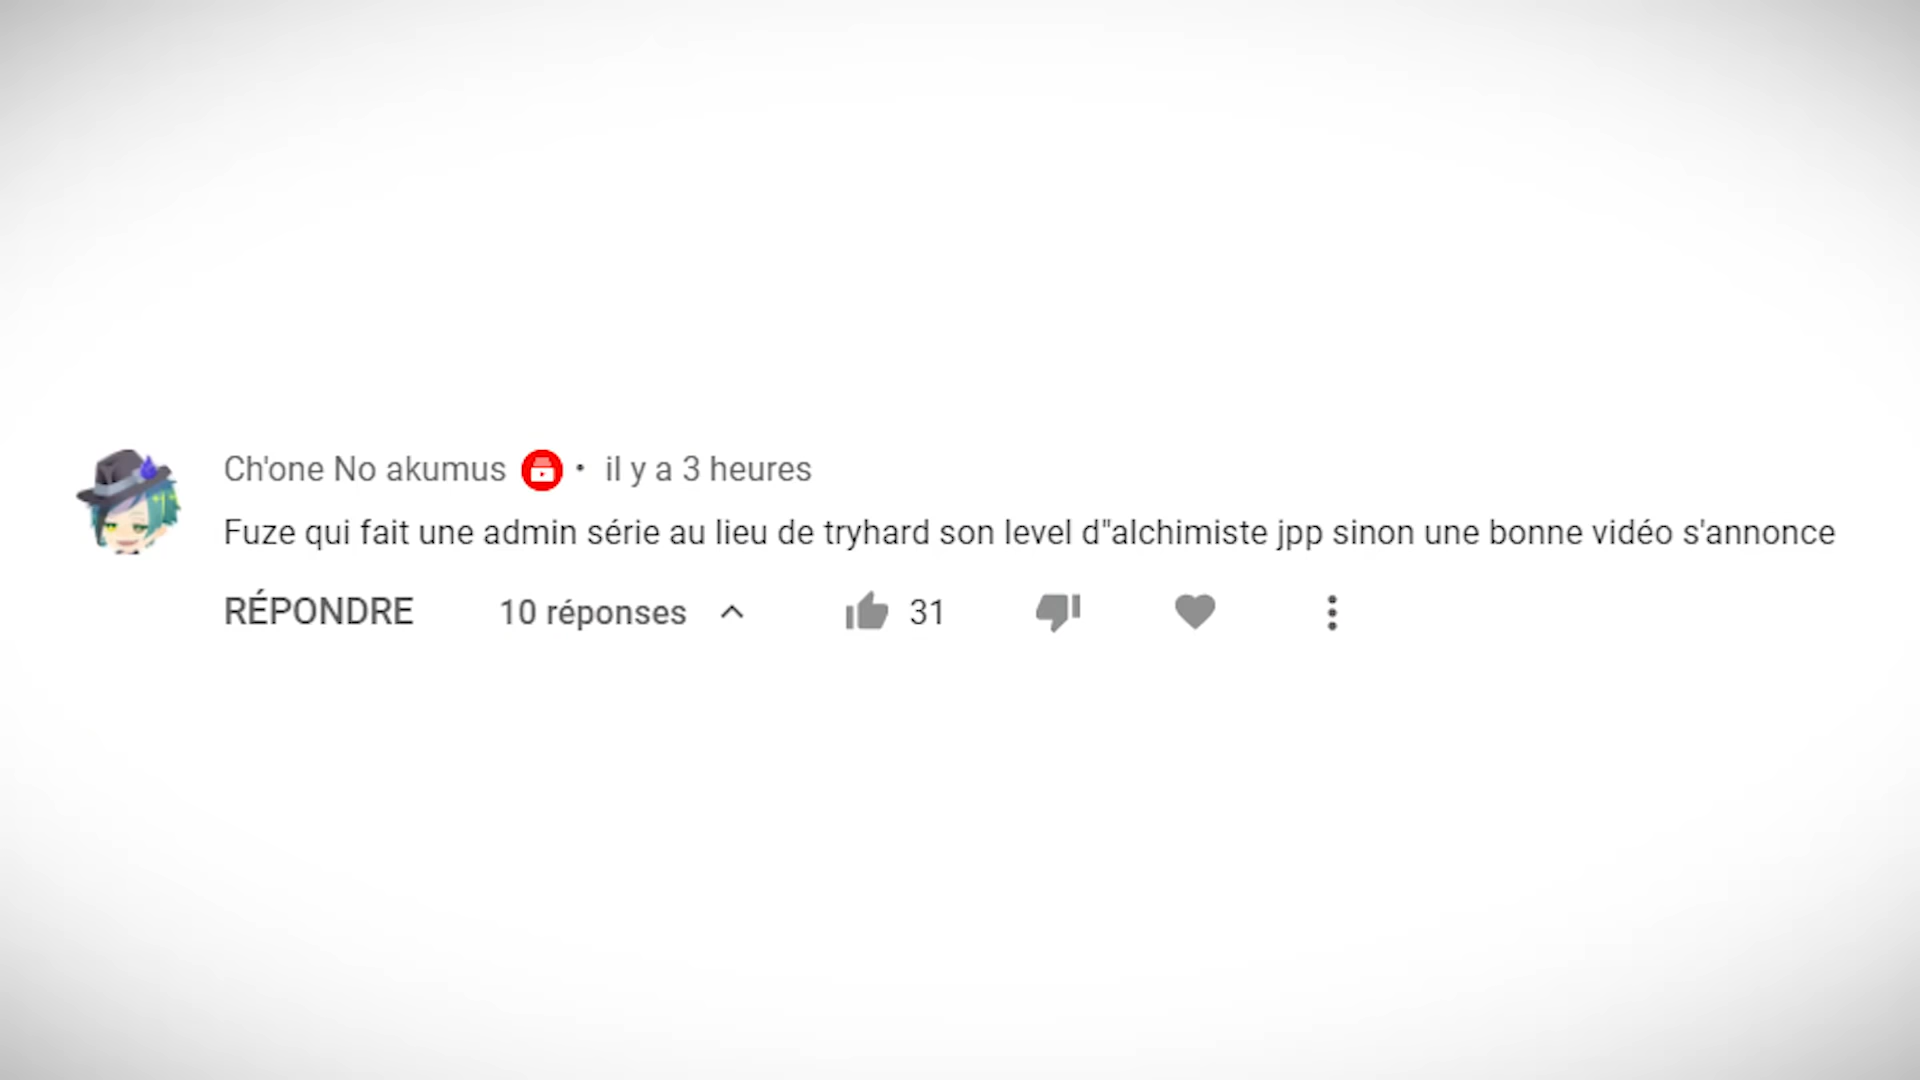 Ch'one No akumus • il y a 3 heures
Fuze qui fait une admin série au lieu de tryhard son level d"alchimiste jpp sinon une bonne vidéo s'annonce
RÉPONDRE 10 réponses 31